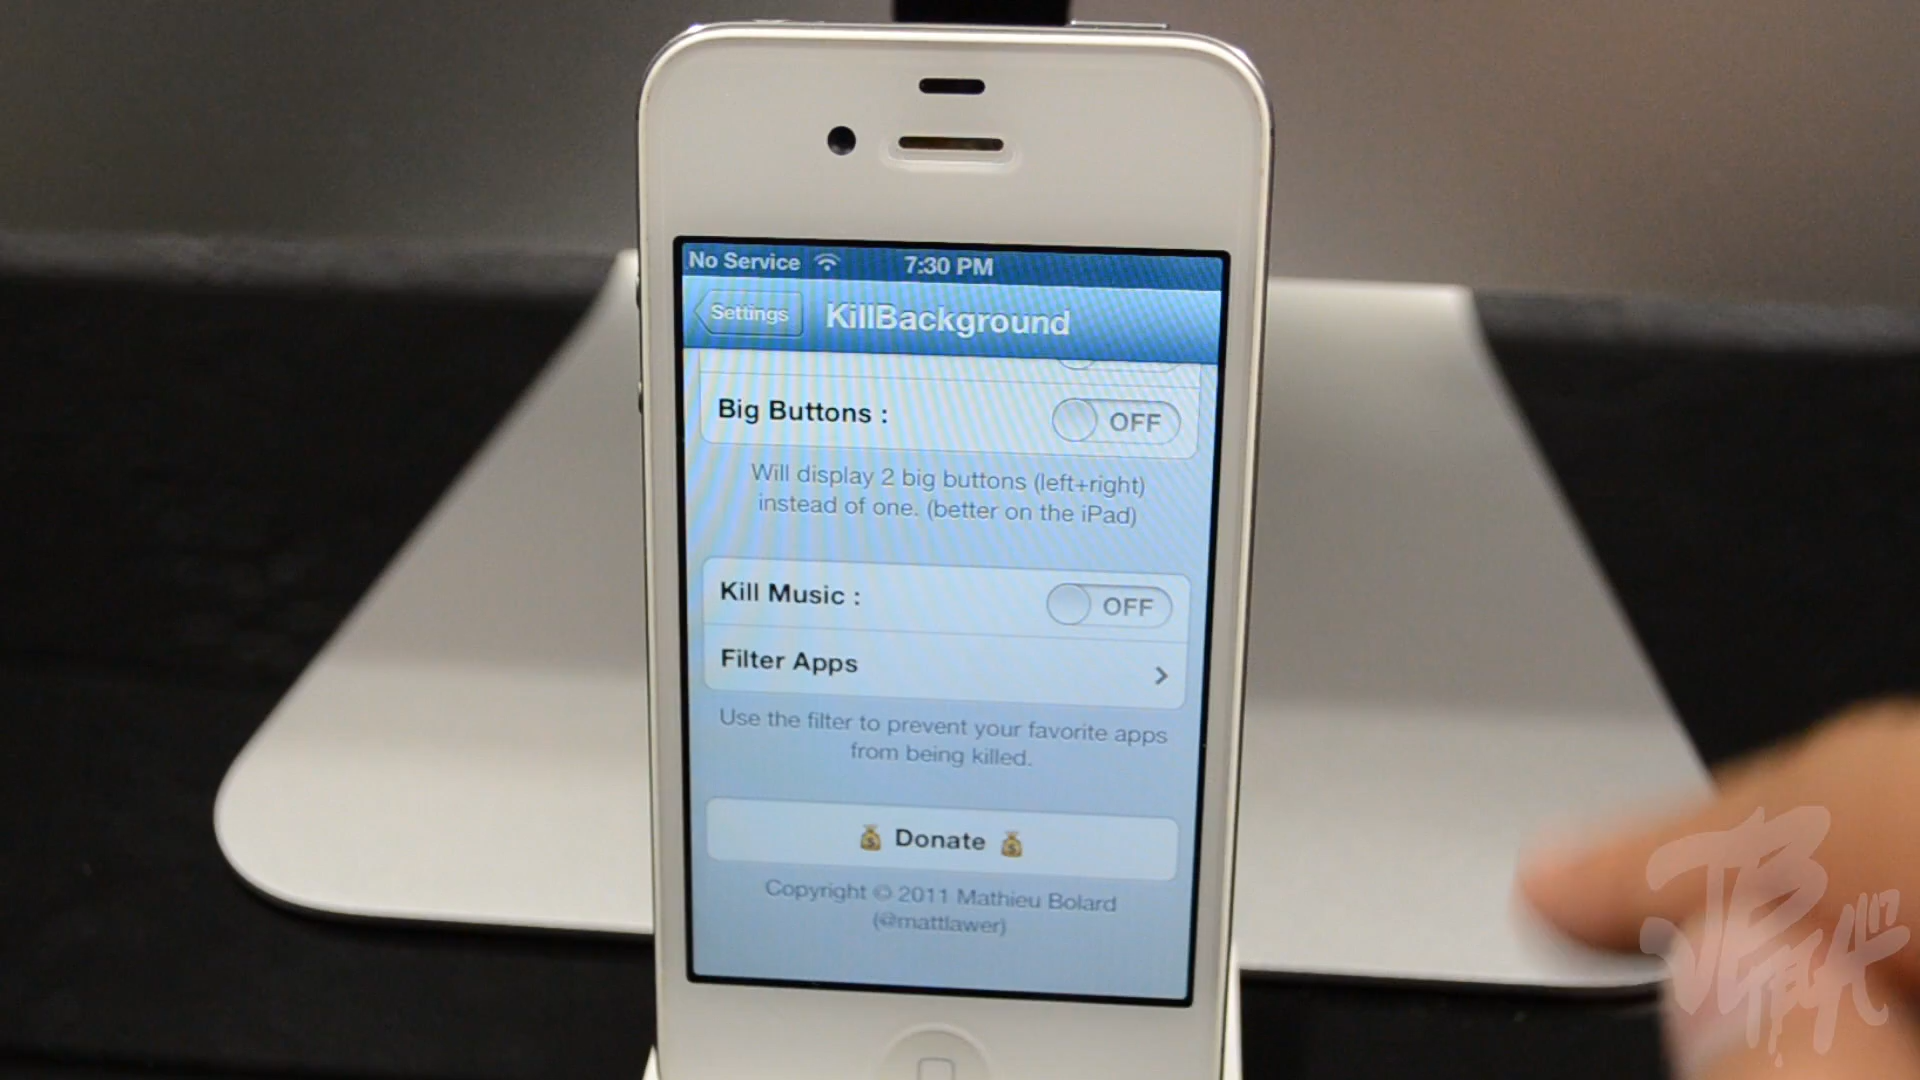 No Service 7:30 PM
Settings KillBackground
Big Buttons : OFF
Will display 2 big buttons (left+right)
instead of one. (better on the iPad)
Kill Music : OFF
Filter Apps
Use the filter to prevent your favorite apps
from being killed.
Donate
Copyright © 2011 Mathieu Bolard
(@mattlawer)